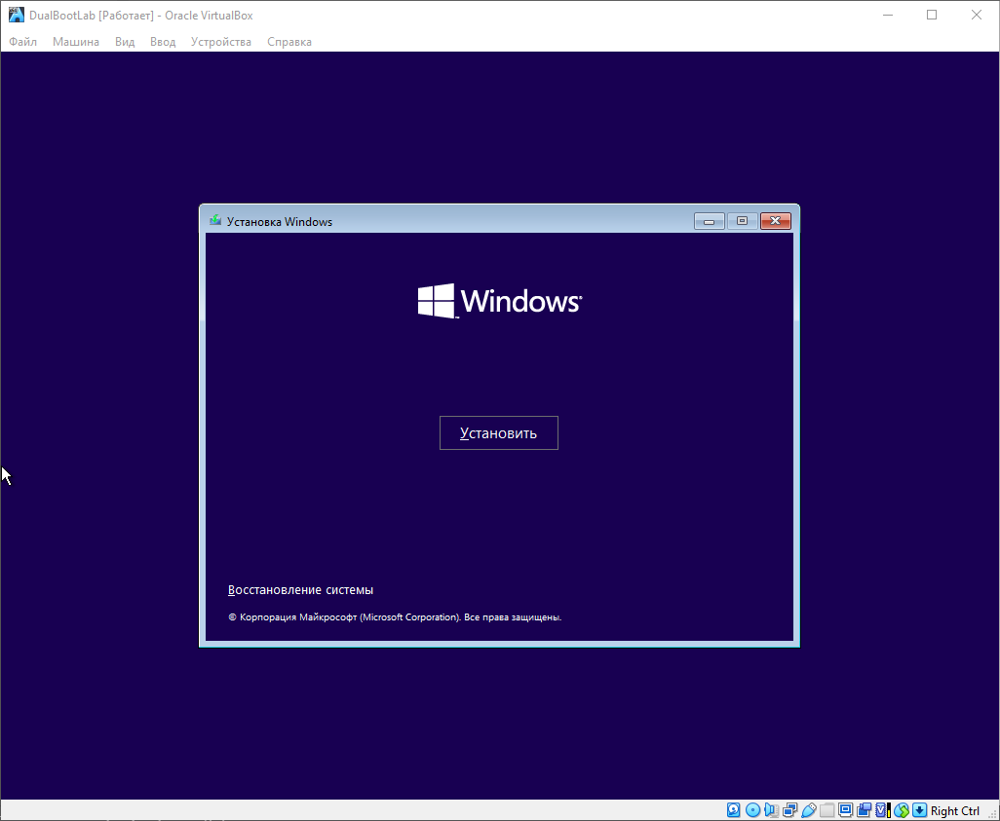 DualBootLab [Работает] - Oracle VirtualBox
Файл Машина Вид Ввод Устройства Справка
Установка Windows
Windows
Установить
Восстановление системы
© Корпорация Майкрософт (Microsoft Corporation). Все права защищены.
Right Ctrl